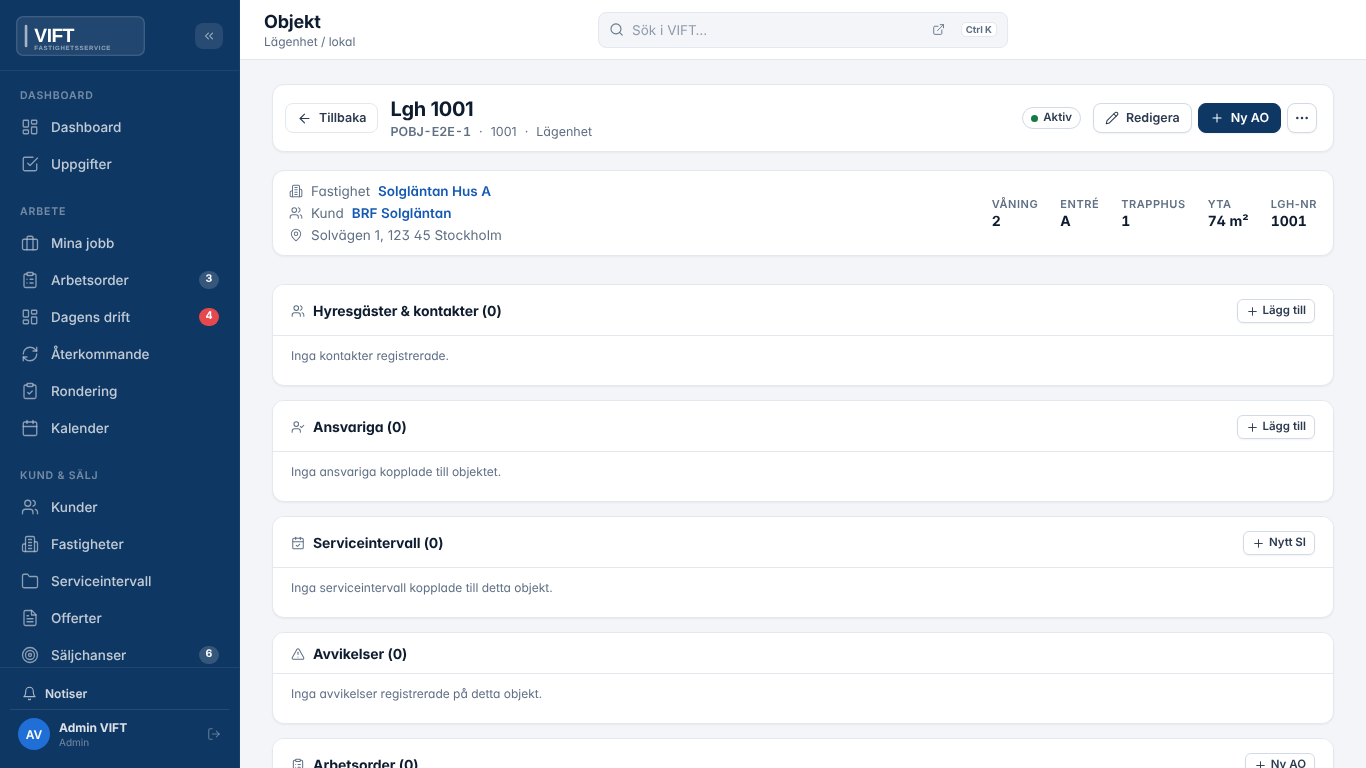 VIFT
FASTIGHETSSERVICE
DASHBOARD
Dashboard
Uppgifter
ARBETE
Mina jobb
Arbetsorder 3
Dagens drift 4
Återkommande
Rondering
Kalender
KUND & SÄLJ
Kunder
Fastigheter
Serviceintervall
Offerter
Säljchanser 6
Notiser
AV Admin VIFT
Admin
Objekt
Lägenhet / lokal
Sök i VIFT... Ctrl K
Tillbaka
Lgh 1001
POBJ-E2E-1 · 1001 · Lägenhet
Aktiv
Redigera
Ny AO
Fastighet Solgläntan Hus A
Kund BRF Solgläntan
Solvägen 1, 123 45 Stockholm
VÅNING ENTRÉ TRAPPHUS YTA LGH-NR
2 A 1 74 m² 1001
Hyresgäster & kontakter (0) Lägg till
Inga kontakter registrerade.
Ansvariga (0) Lägg till
Inga ansvariga kopplade till objektet.
Serviceintervall (0) Nytt SI
Inga serviceintervall kopplade till detta objekt.
Avvikelser (0)
Inga avvikelser registrerade på detta objekt.
Arbetsorder (0) Ny AO